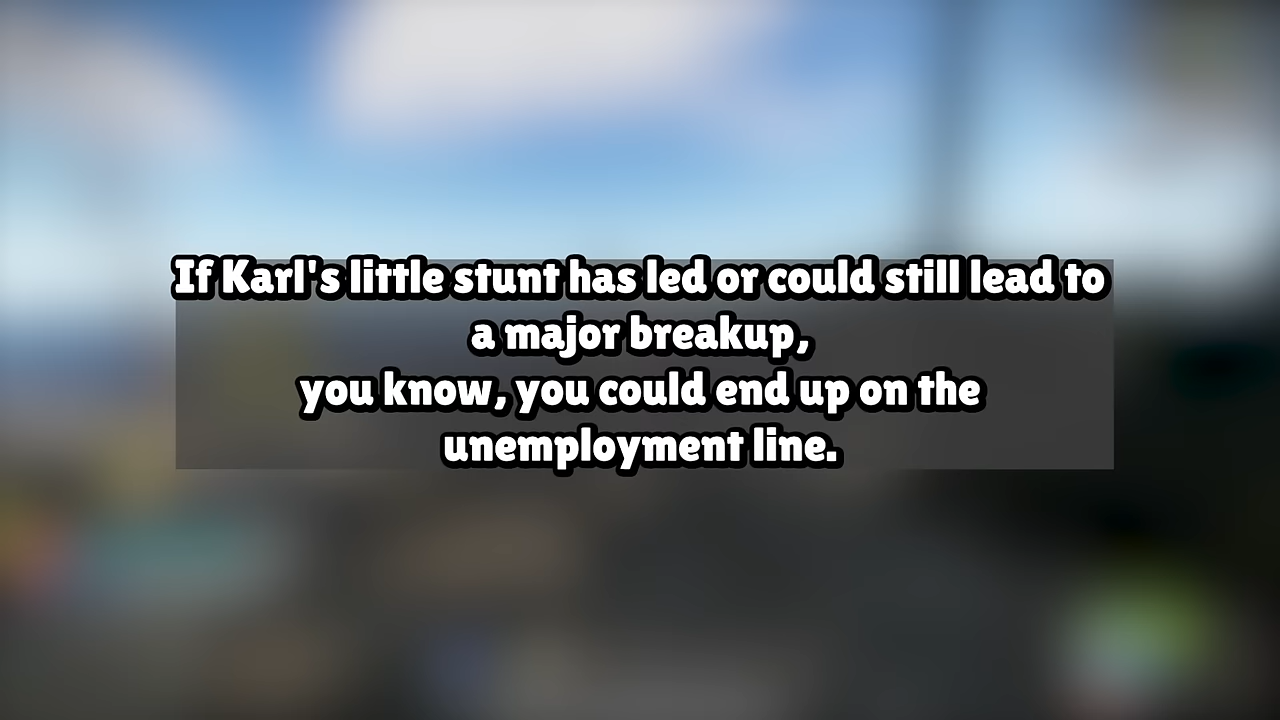 If Karl's little stunt has led or could still lead to
a major breakup,
you know, you could end up on the
unemployment line.